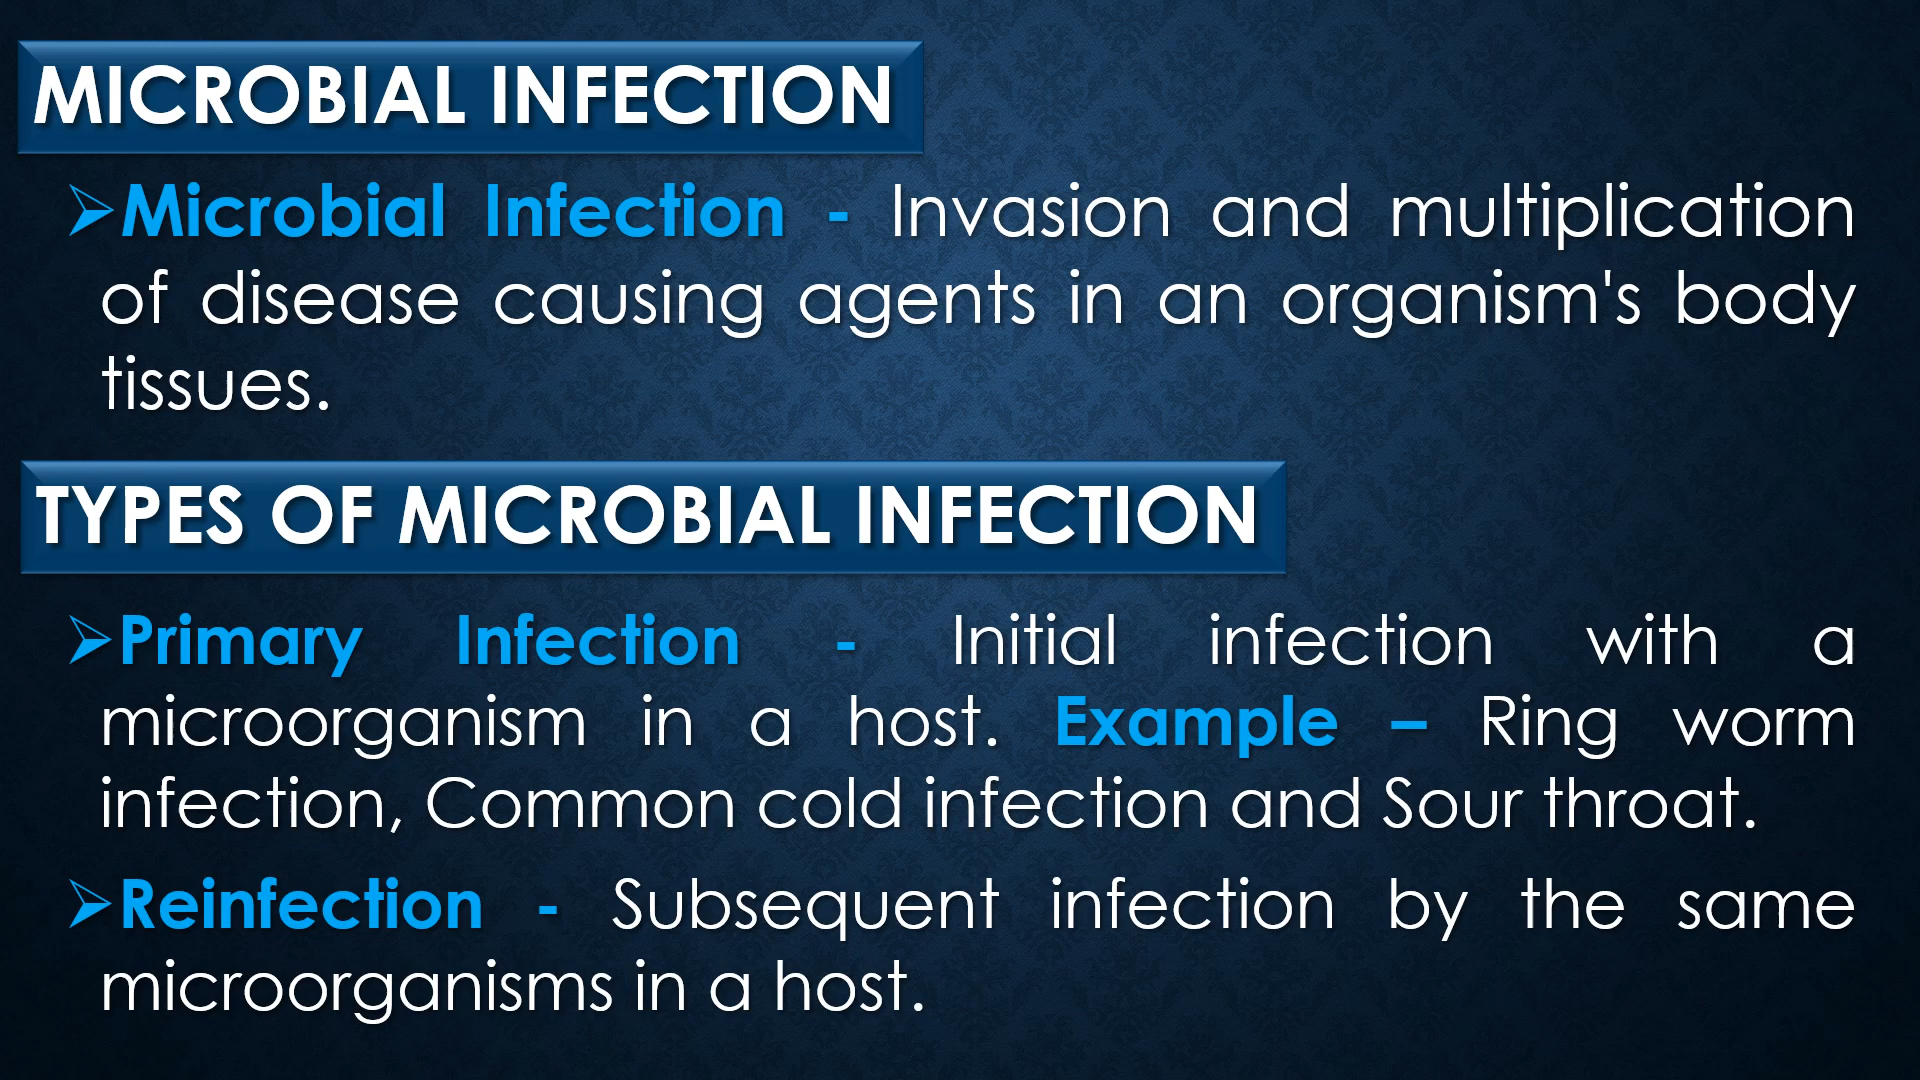 MICROBIAL INFECTION
➢Microbial Infection - Invasion and multiplication
of disease causing agents in an organism's body
tissues.
TYPES OF MICROBIAL INFECTION
➢Primary Infection - Initial infection with a
microorganism in a host. Example – Ring worm
infection, Common cold infection and Sour throat.
➢Reinfection - Subsequent infection by the same
microorganisms in a host.